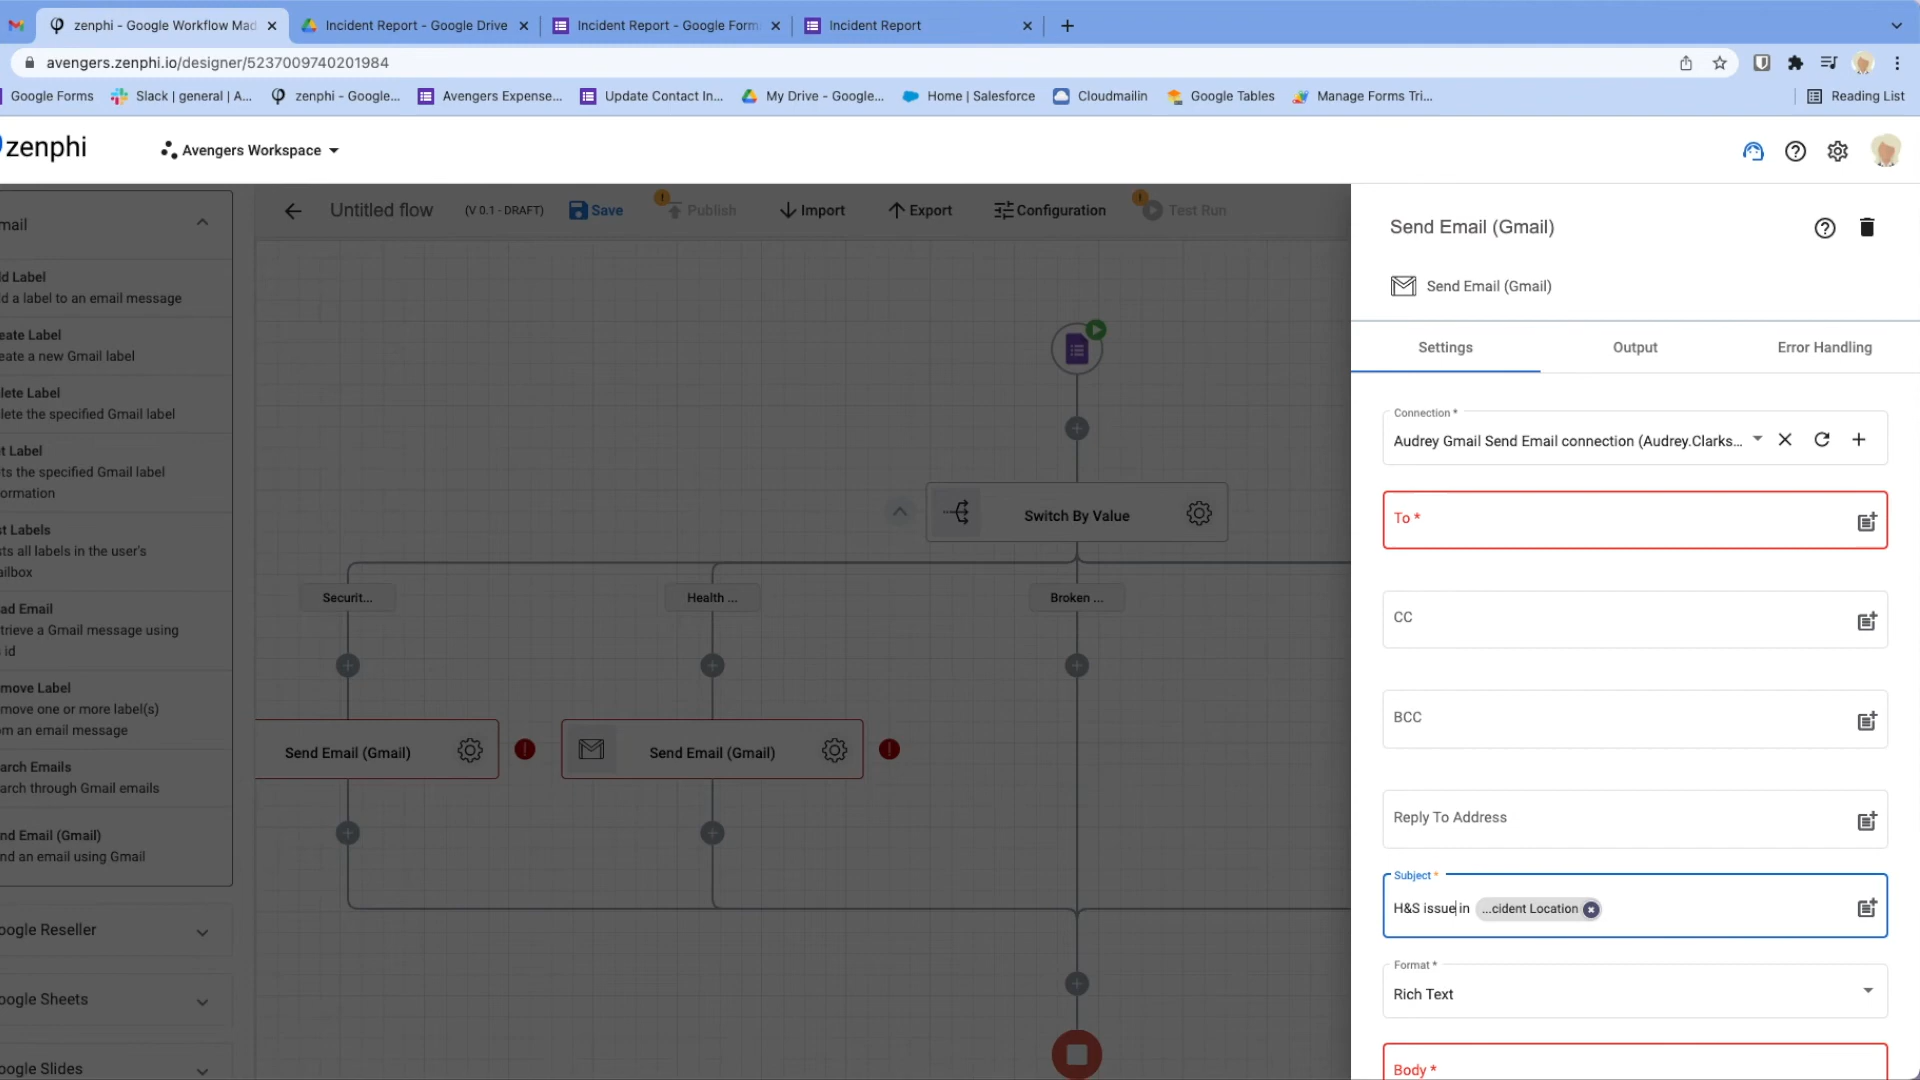 zenphi - Google Workflow Mad
Incident Report - Google Drive
Incident Report - Google Form
Incident Report
avengers.zenphi.io/designer/5237009740201984
Google Forms
Slack | general | A...
zenphi - Google...
Avengers Expense...
Update Contact In...
My Drive - Google...
Home | Salesforce
Cloudmailin
Google Tables
Manage Forms Tri...
Reading List
zenphi
Avengers Workspace
mail
Untitled flow
(V 0.1 - DRAFT)
Save
Publish
Import
Export
Configuration
Test Run
d Label
d a label to an email message
eate Label
eate a new Gmail label
lete Label
lete the specified Gmail label
t Label
ts the specified Gmail label
ormation
st Labels
sts all labels in the user's
ailbox
ad Email
trieve a Gmail message using
s id
move Label
move one or more label(s)
om an email message
arch Emails
arch through Gmail emails
nd Email (Gmail)
nd an email using Gmail
oogle Reseller
oogle Sheets
oogle Slides
Switch By Value
Securit...
Health ...
Broken ...
Send Email (Gmail)
Send Email (Gmail)
Send Email (Gmail)
Send Email (Gmail)
Settings
Output
Error Handling
Connection *
Audrey Gmail Send Email connection (Audrey.Clarks...
To *
CC
BCC
Reply To Address
Subject *
H&S issue in ...cident Location
Format *
Rich Text
Body *